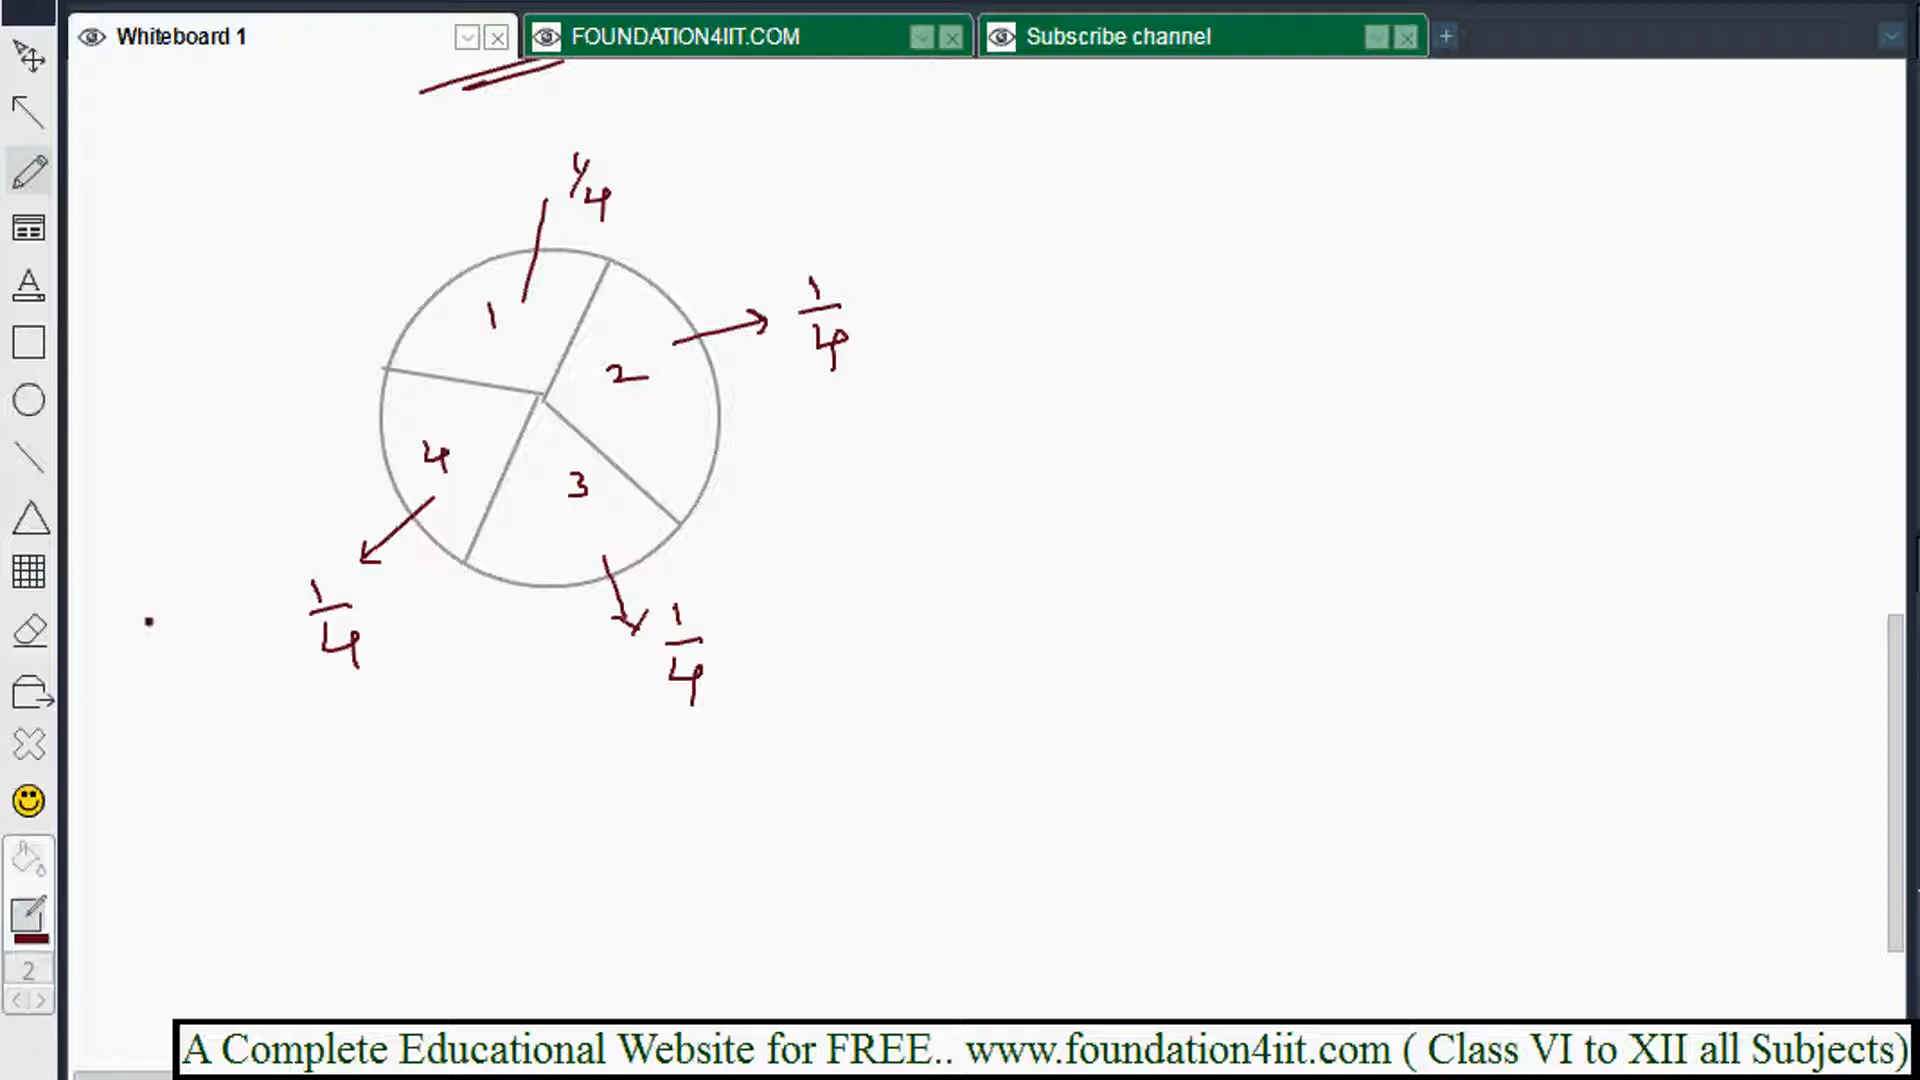 Whiteboard 1
FOUNDATION4IIT.COM
Subscribe channel
1/4
1
1/4
2
4
3
1/4
1/4
2
A Complete Educational Website for FREE.. www.foundation4iit.com ( Class VI to XII all Subjects)